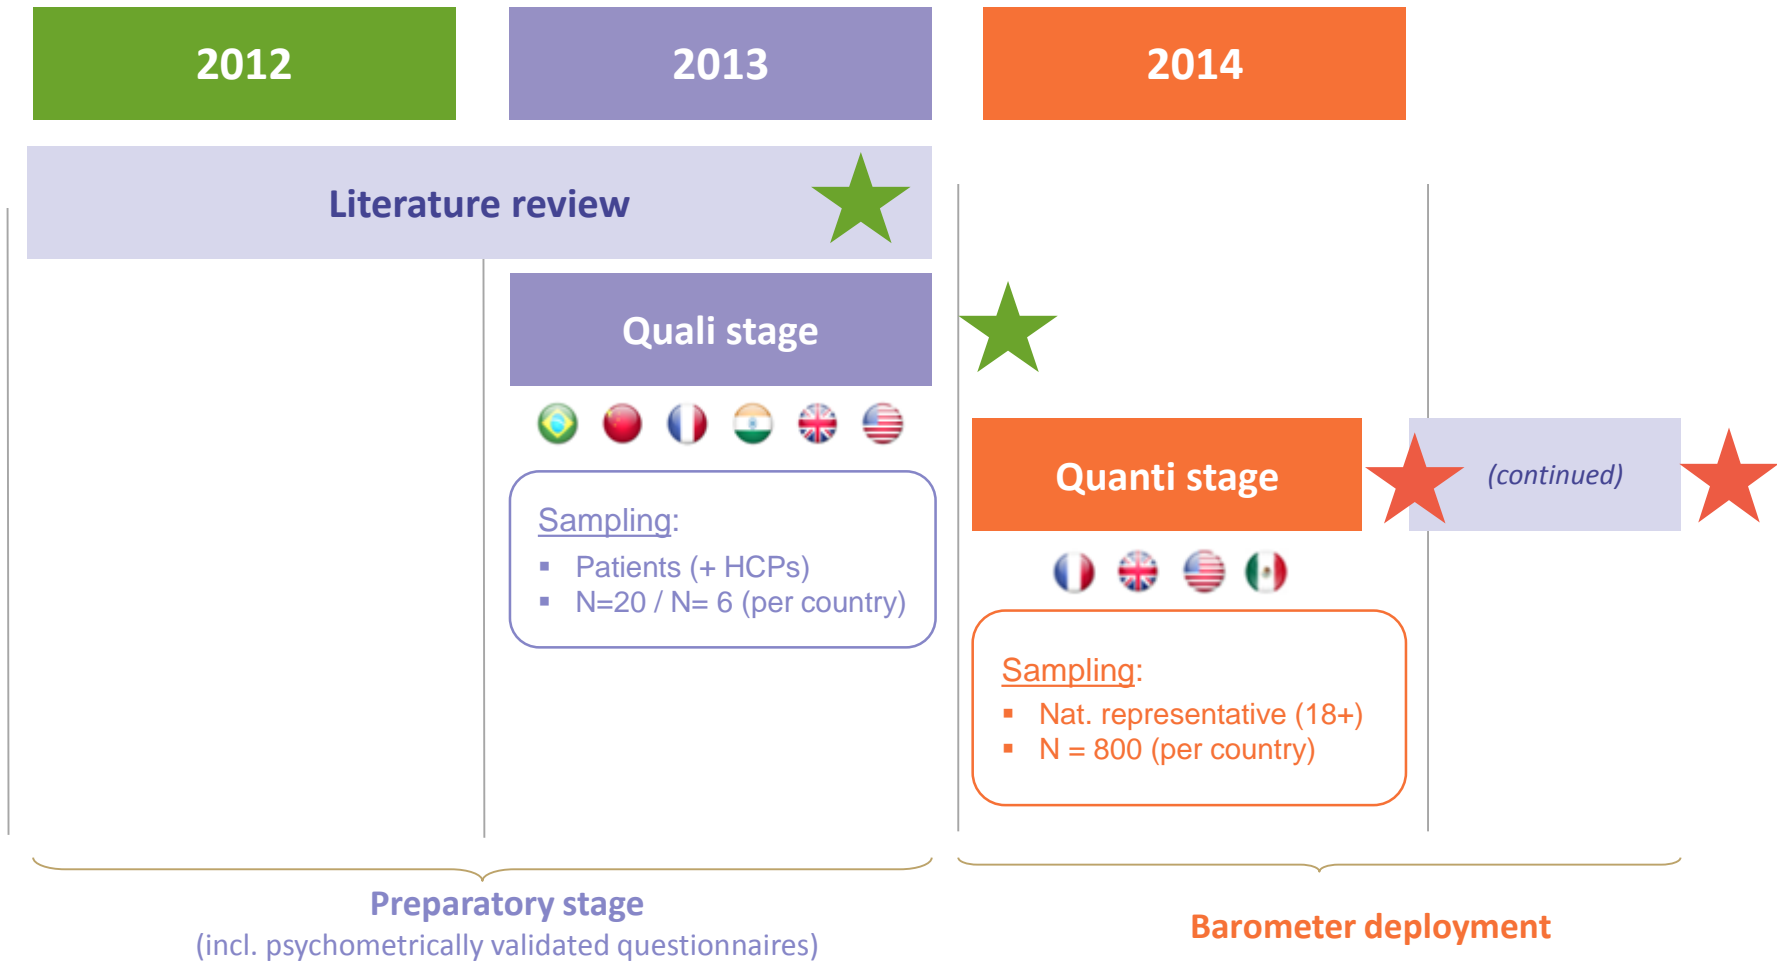 2012
2013
2014
Literature review
Quali stage
Quanti stage
(continued)
Sampling:
▪ Patients (+ HCPs)
▪ N=20 / N= 6 (per country)
Sampling:
▪ Nat. representative (18+)
▪ N = 800 (per country)
Preparatory stage
(incl. psychometrically validated questionnaires)
Barometer deployment